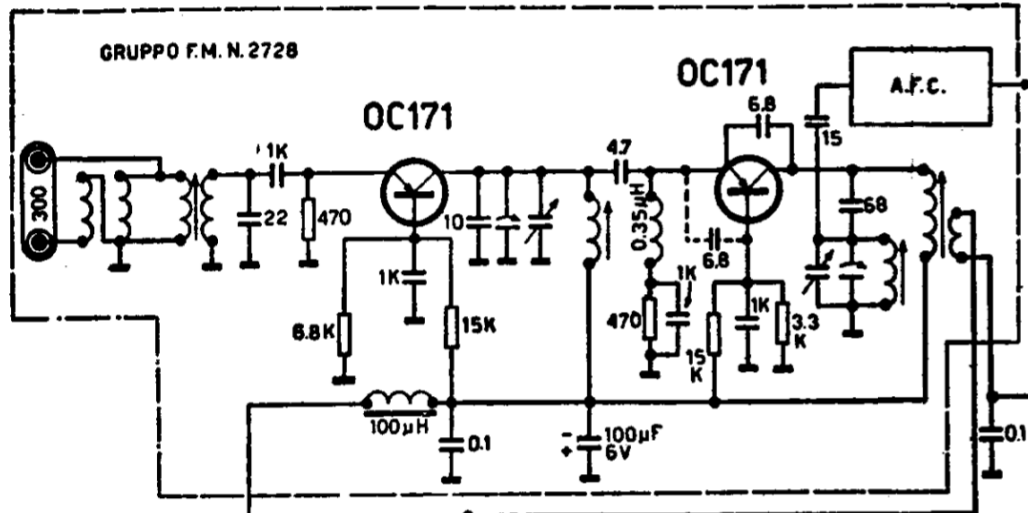 GRUPPO F.M. N. 2728
OC171
OC171
A.F.C.
300
1K
22
470
10
4.7
0.35μH
6.8
6.8
15
68
1K
6.8K
15K
1K
470
15
K
1K
3.3
K
100μH
0.1
-
+
100μF
6V
0.1